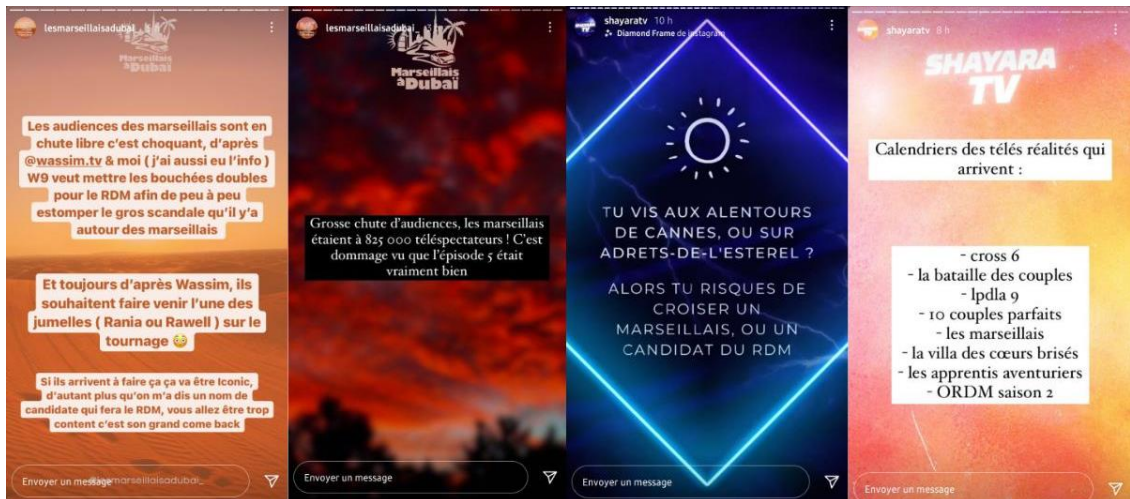 lesmarseillaisadubai_
Marseillais
à Dubaï
Les audiences des marseillais sont en
chute libre c'est choquant, d'après
@wassim.tv & moi ( j'ai aussi eu l'info )
W9 veut mettre les bouchées doubles
pour le RDM afin de peu à peu
estomper le gros scandale qu'il y'a
autour des marseillais
Et toujours d'après Wassim, ils
souhaitent faire venir l'une des
jumelles ( Rania ou Rawell ) sur le
tournage 😳
Si ils arrivent à faire ça ça va être Iconic,
d'autant plus qu'on m'a dis un nom de
candidate qui fera le RDM, vous allez être trop
content c'est son grand come back
@lesmarseillaisadubai_
Envoyer un message
lesmarseillaisadubai_
Marseillais
à Dubaï
Grosse chute d'audiences, les marseillais
étaient à 825 000 téléspectateurs ! C'est
dommage vu que l'épisode 5 était
vraiment bien
Envoyer un message
shayaratv 10 h
Diamond Frame de instagram
TU VIS AUX ALENTOURS
DE CANNES, OU SUR
ADRETS-DE-L'ESTEREL ?
ALORS TU RISQUES DE
CROISER UN
MARSEILLAIS, OU UN
CANDIDAT DU RDM
Envoyer un message
shayaratv 8 h
SHAYARA
TV
Calendriers des télés réalités qui
arrivent :
- cross 6
- la bataille des couples
- lpdla 9
- 10 couples parfaits
- les marseillais
- la villa des cœurs brisés
- les apprentis aventuriers
- ORDM saison 2
Envoyer un message